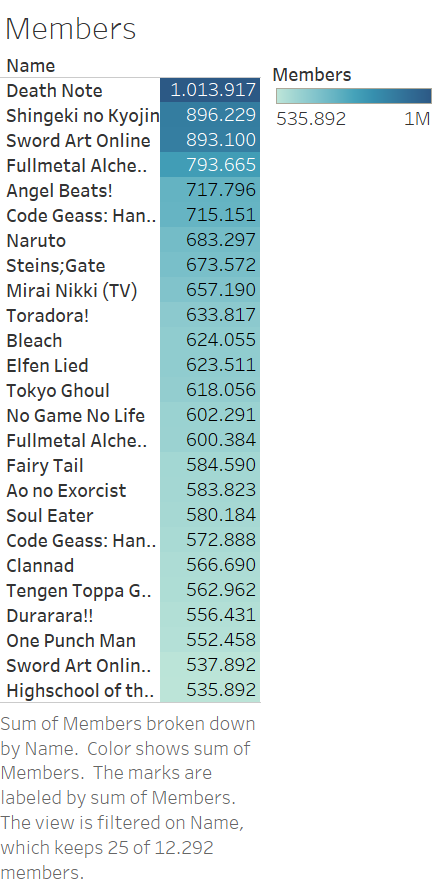 Members
Name
Death Note 1.013.917
Shingeki no Kyojin 896.229
Sword Art Online 893.100
Fullmetal Alche.. 793.665
Angel Beats! 717.796
Code Geass: Han.. 715.151
Naruto 683.297
Steins;Gate 673.572
Mirai Nikki (TV) 657.190
Toradora! 633.817
Bleach 624.055
Elfen Lied 623.511
Tokyo Ghoul 618.056
No Game No Life 602.291
Fullmetal Alche.. 600.384
Fairy Tail 584.590
Ao no Exorcist 583.823
Soul Eater 580.184
Code Geass: Han.. 572.888
Clannad 566.690
Tengen Toppa G.. 562.962
Durarara!! 556.431
One Punch Man 552.458
Sword Art Onlin.. 537.892
Highschool of th.. 535.892
Sum of Members broken down
by Name. Color shows sum of
Members. The marks are
labeled by sum of Members.
The view is filtered on Name,
which keeps 25 of 12.292
members.
Members
535.892 1M